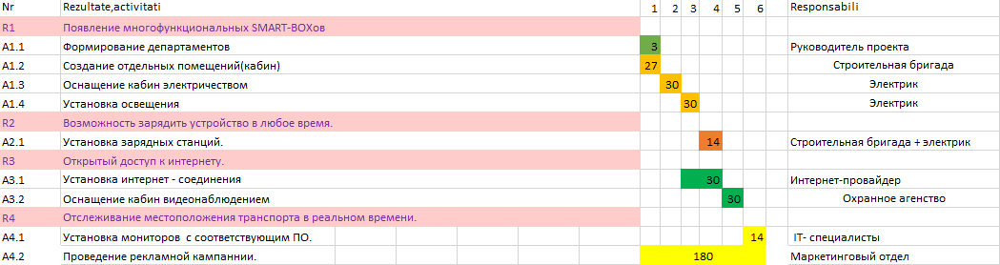 Nr Rezultate,activitati 1 2 3 4 5 6 Responsabili
R1 Появление многофункциональных SMART-BOXов
A1.1 Формирование департаментов 3 Руководитель проекта
A1.2 Создание отдельных помещений(кабин) 27 Строительная бригада
A1.3 Оснащение кабин электричеством 30 Электрик
A1.4 Установка освещения 30 Электрик
R2 Возможность зарядить устройство в любое время.
A2.1 Установка зарядных станций. 14 Строительная бригада + электрик
R3 Открытый доступ к интернету.
A3.1 Установка интернет - соединения 30 Интернет-провайдер
A3.2 Оснащение кабин видеонаблюдением 30 Охранное агенство
R4 Отслеживание местоположения транспорта в реальном времени.
A4.1 Установка мониторов с соответствующим ПО. 14 IT- специалисты
A4.2 Проведение рекламной кампаннии. 180 Маркетинговый отдел